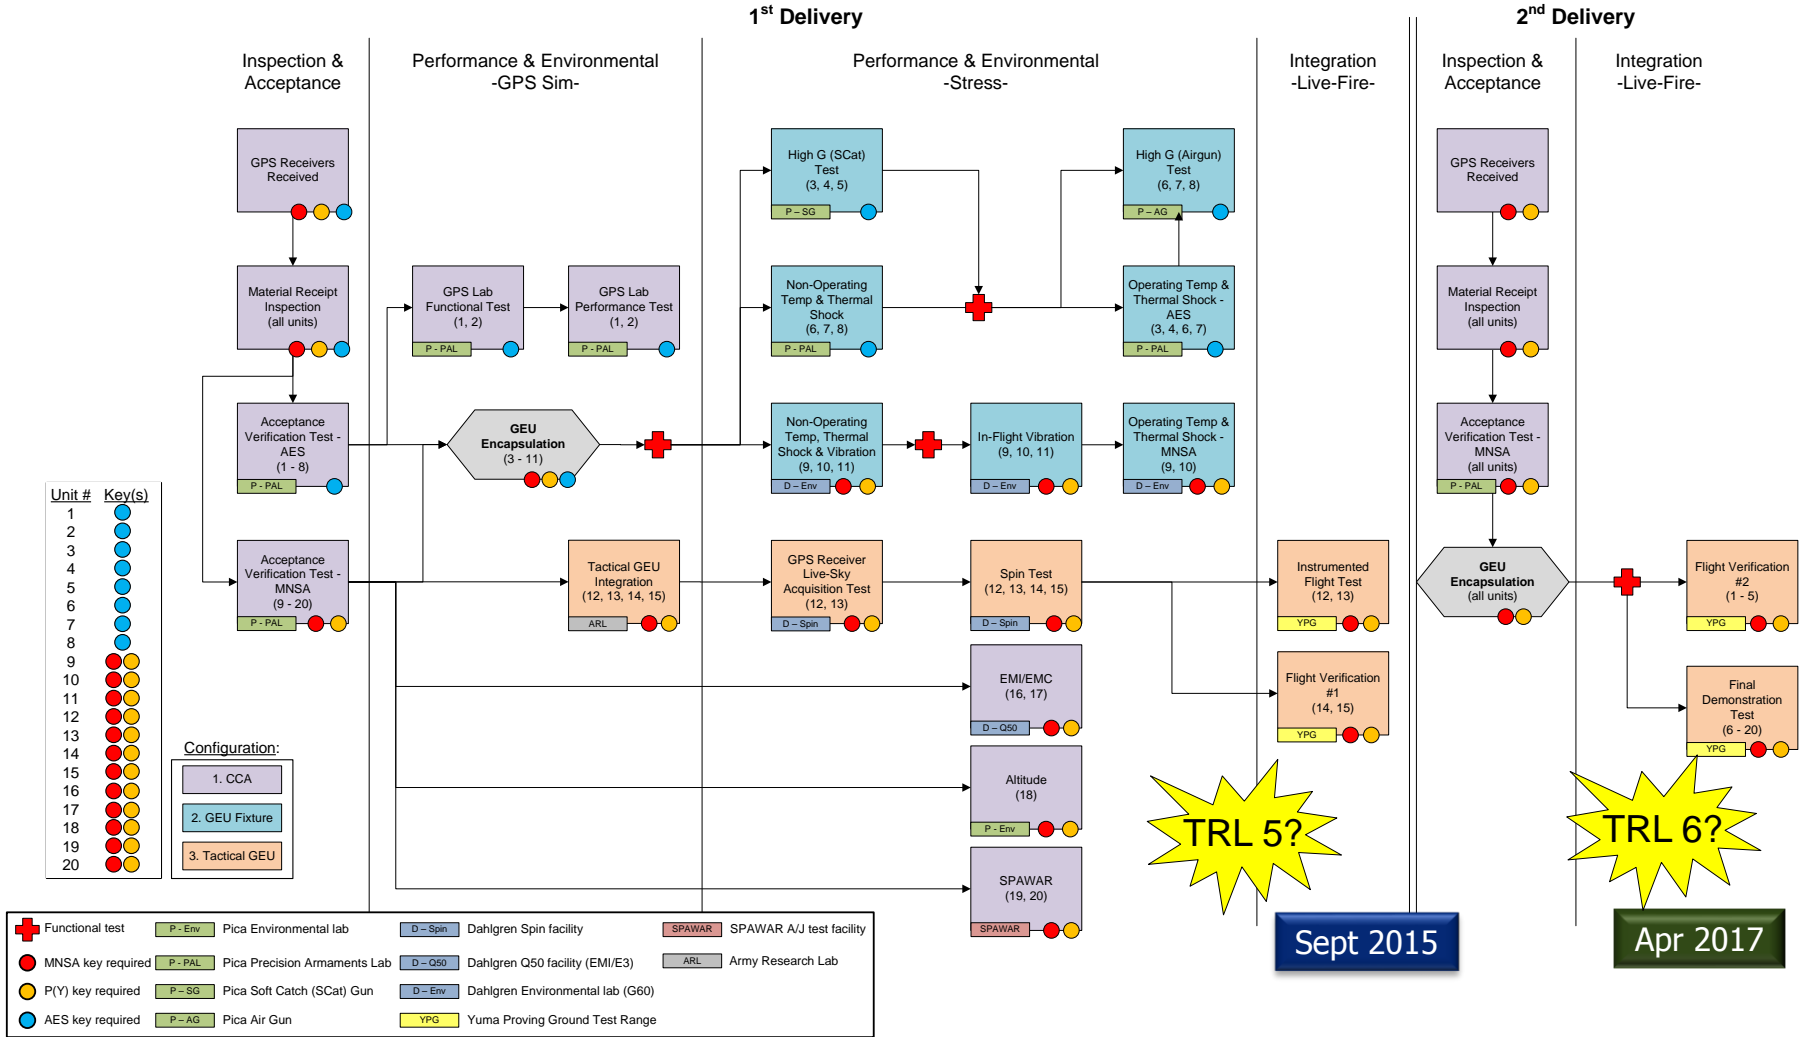 1st Delivery
2nd Delivery
Inspection &
Acceptance
Performance & Environmental
-GPS Sim-
Performance & Environmental
-Stress-
Integration
-Live-Fire-
Inspection &
Acceptance
Integration
-Live-Fire-
GPS Receivers
Received
High G (SCat)
Test
(3, 4, 5)
P – SG
High G (Airgun)
Test
(6, 7, 8)
P – AG
GPS Receivers
Received
Material Receipt
Inspection
(all units)
GPS Lab
Functional Test
(1, 2)
P - PAL
GPS Lab
Performance Test
(1, 2)
P - PAL
Non-Operating
Temp & Thermal
Shock
(6, 7, 8)
P - PAL
Operating Temp &
Thermal Shock -
AES
(3, 4, 6, 7)
P - PAL
Material Receipt
Inspection
(all units)
Acceptance
Verification Test -
AES
(1 - 8)
P - PAL
GEU
Encapsulation
(3 - 11)
Non-Operating
Temp, Thermal
Shock & Vibration
(9, 10, 11)
D – Env
In-Flight Vibration
(9, 10, 11)
D – Env
Operating Temp &
Thermal Shock -
MNSA
(9, 10)
D – Env
Acceptance
Verification Test -
MNSA
(all units)
P - PAL
Acceptance
Verification Test -
MNSA
(9 - 20)
P - PAL
Tactical GEU
Integration
(12, 13, 14, 15)
ARL
GPS Receiver
Live-Sky
Acquisition Test
(12, 13)
D – Spin
Spin Test
(12, 13, 14, 15)
D – Spin
Instrumented
Flight Test
(12, 13)
YPG
GEU
Encapsulation
(all units)
Flight Verification
#2
(1 - 5)
YPG
EMI/EMC
(16, 17)
D – Q50
Flight Verification
#1
(14, 15)
YPG
Final
Demonstration
Test
(6 - 20)
YPG
Altitude
(18)
P - Env
SPAWAR
(19, 20)
SPAWAR
TRL 5?
TRL 6?
Sept 2015
Apr 2017
Unit # Key(s)
1
2
3
4
5
6
7
8
9
10
11
12
13
14
15
16
17
18
19
20
Configuration:
1. CCA
2. GEU Fixture
3. Tactical GEU
Functional test
P - Env Pica Environmental lab
D – Spin Dahlgren Spin facility
SPAWAR SPAWAR A/J test facility
MNSA key required
P - PAL Pica Precision Armaments Lab
D – Q50 Dahlgren Q50 facility (EMI/E3)
ARL Army Research Lab
P(Y) key required
P – SG Pica Soft Catch (SCat) Gun
D – Env Dahlgren Environmental lab (G60)
AES key required
P – AG Pica Air Gun
YPG Yuma Proving Ground Test Range